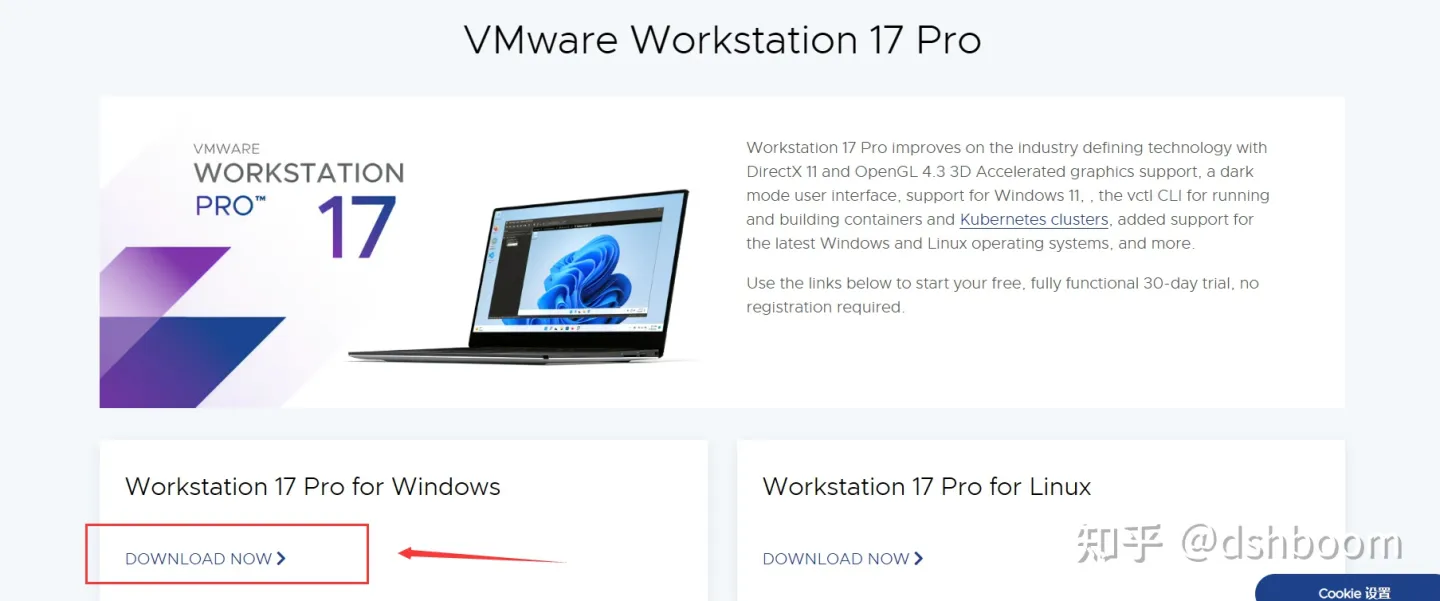 VMware Workstation 17 Pro
VMWARE
WORKSTATION
PRO™ 17
Workstation 17 Pro improves on the industry defining technology with
DirectX 11 and OpenGL 4.3 3D Accelerated graphics support, a dark
mode user interface, support for Windows 11, , the vctl CLI for running
and building containers and Kubernetes clusters, added support for
the latest Windows and Linux operating systems, and more.
Use the links below to start your free, fully functional 30-day trial, no
registration required.
Workstation 17 Pro for Windows
DOWNLOAD NOW
Workstation 17 Pro for Linux
DOWNLOAD NOW
知乎 @dshboom
Cookie 设置